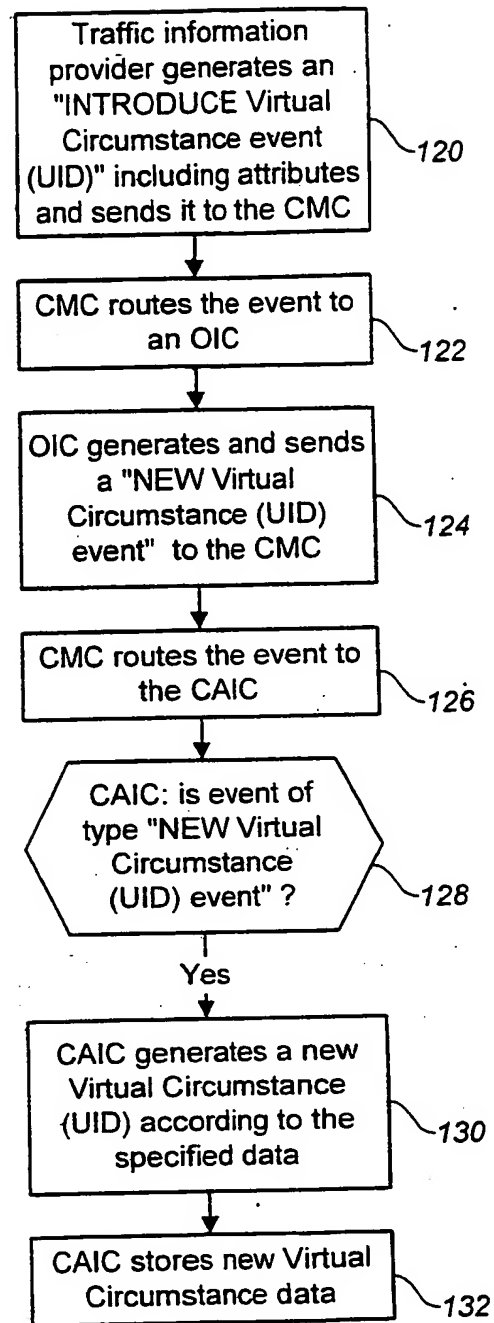 Traffic information
provider generates an
"INTRODUCE Virtual
Circumstance event
(UID)" including attributes
and sends it to the CMC
120
CMC routes the event to
an OIC
122
OIC generates and sends
a "NEW Virtual
Circumstance (UID)
event" to the CMC
124
CMC routes the event to
the CAIC
126
CAIC: is event of
type "NEW Virtual
Circumstance
(UID) event" ?
128
Yes
CAIC generates a new
Virtual Circumstance
(UID) according to the
specified data
130
CAIC stores new Virtual
Circumstance data
132